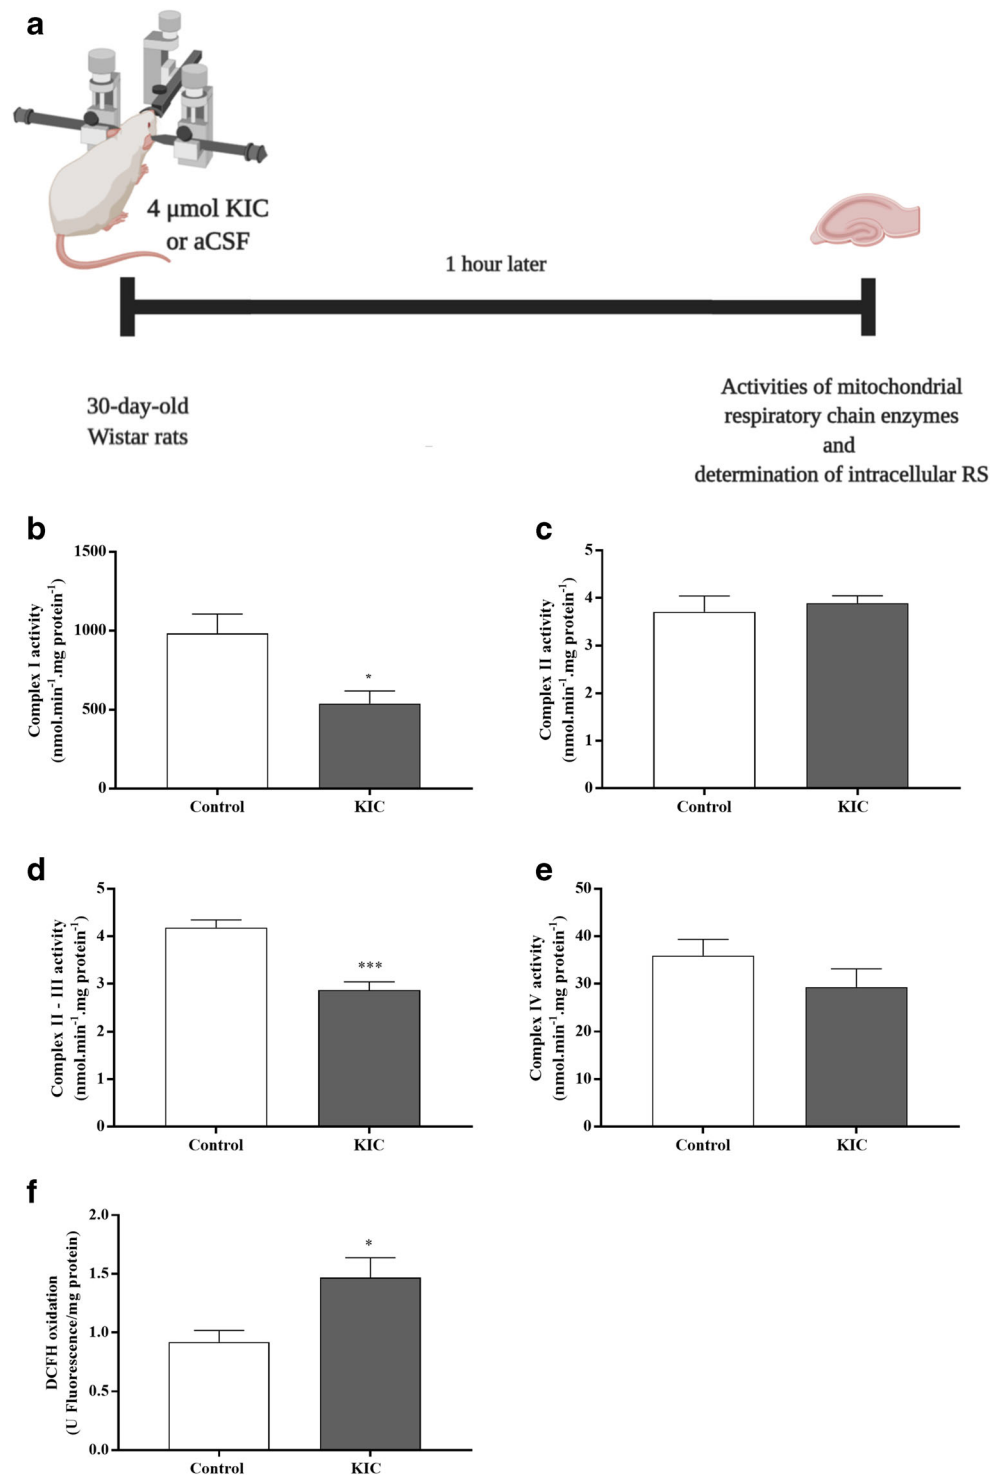 a
4 μmol KIC
or aCSF
1 hour later
30-day-old
Wistar rats
Activities of mitochondrial
respiratory chain enzymes
and
determination of intracellular RS
b
Complex I activity
(nmol.min⁻¹.mg protein⁻¹)
1500
1000
500
0
*
Control
KIC
c
Complex II activity
(nmol.min⁻¹.mg protein⁻¹)
5
4
3
2
1
0
Control
KIC
d
Complex II - III activity
(nmol.min⁻¹.mg protein⁻¹)
5
4
3
2
1
0
***
Control
KIC
e
Complex IV activity
(nmol.min⁻¹.mg protein⁻¹)
50
40
30
20
10
0
Control
KIC
f
DCFH oxidation
(U Fluorescence/mg protein)
2.0
1.5
1.0
0.5
0.0
*
Control
KIC